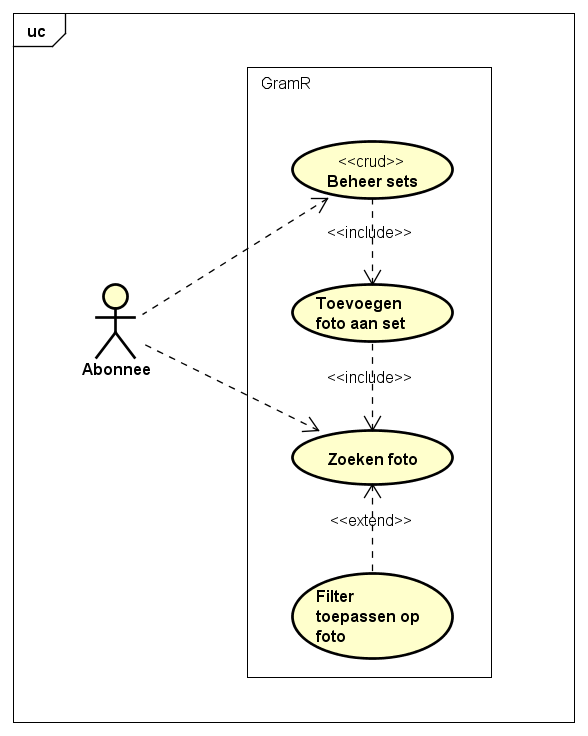 uc
GramR
<<crud>>
Beheer sets
<<include>>
Toevoegen
foto aan set
Abonnee
<<include>>
Zoeken foto
<<extend>>
Filter
toepassen op
foto